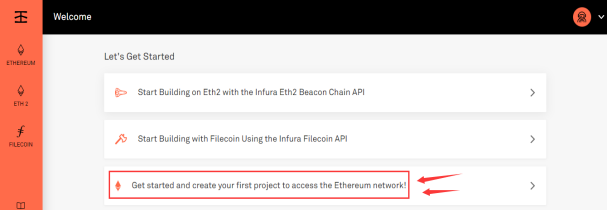 Welcome
ETHEREUM
ETH 2
FILECOIN
Let's Get Started
Start Building on Eth2 with the Infura Eth2 Beacon Chain API
Start Building with Filecoin Using the Infura Filecoin API
Get started and create your first project to access the Ethereum network!